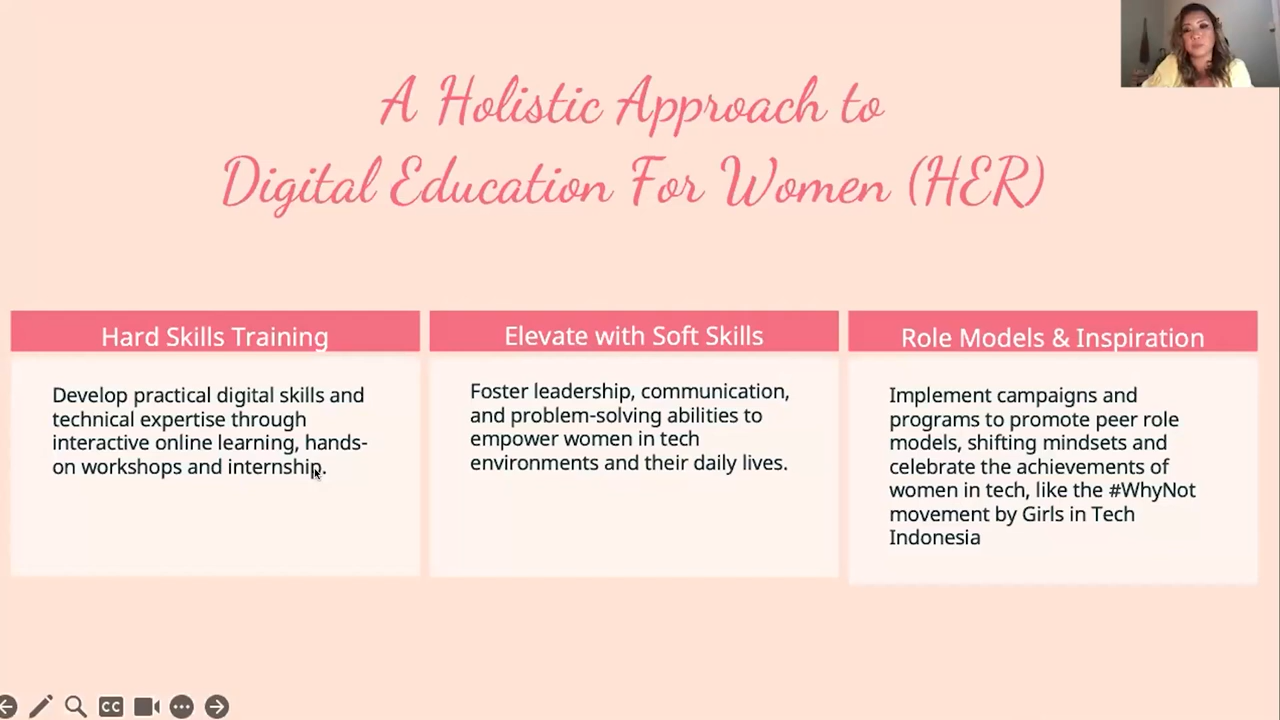 A Holistic Approach to
Digital Education For Women (HER)
Hard Skills Training
Develop practical digital skills and
technical expertise through
interactive online learning, hands-
on workshops and internship.
Elevate with Soft Skills
Foster leadership, communication,
and problem-solving abilities to
empower women in tech
environments and their daily lives.
Role Models & Inspiration
Implement campaigns and
programs to promote peer role
models, shifting mindsets and
celebrate the achievements of
women in tech, like the #WhyNot
movement by Girls in Tech
Indonesia
CC